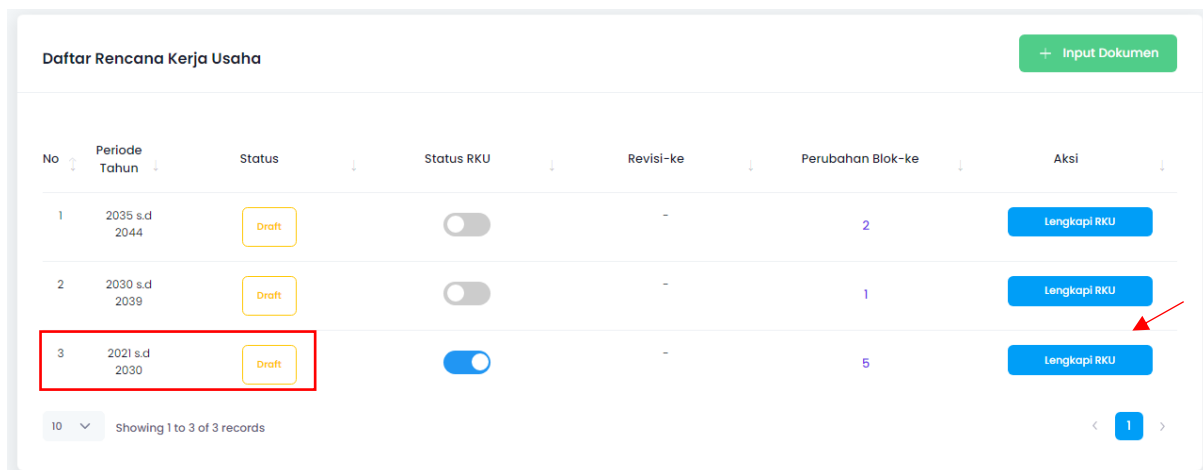 Daftar Rencana Kerja Usaha
+ Input Dokumen
No Periode Tahun Status Status RKU Revisi-ke Perubahan Blok-ke Aksi
1 2035 s.d 2044 Draft - 2 Lengkapi RKU
2 2030 s.d 2039 Draft - 1 Lengkapi RKU
3 2021 s.d 2030 Draft - 5 Lengkapi RKU
10 Showing 1 to 3 of 3 records < 1 >